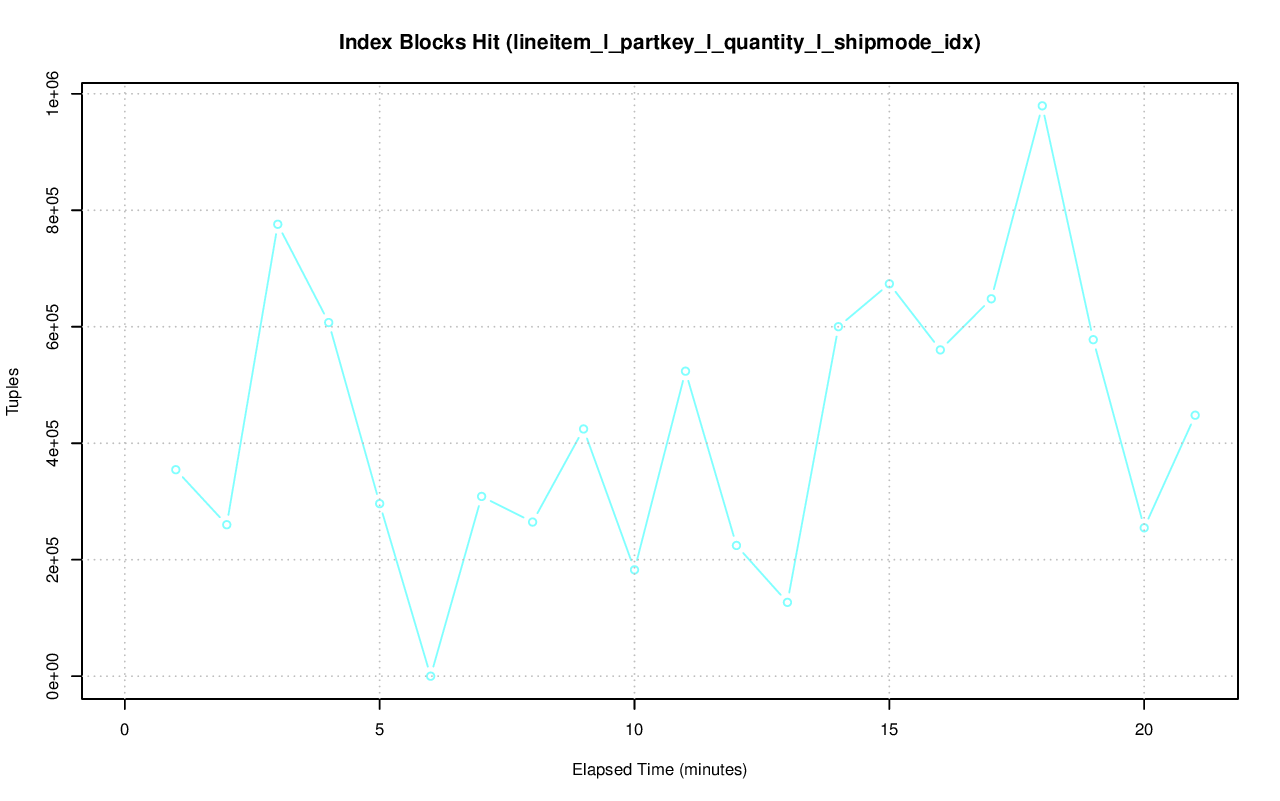 Index Blocks Hit (lineitem_l_partkey_l_quantity_l_shipmode_idx)
1e+06
8e+05
6e+05
4e+05
2e+05
0e+00
Tuples
0 5 10 15 20
Elapsed Time (minutes)